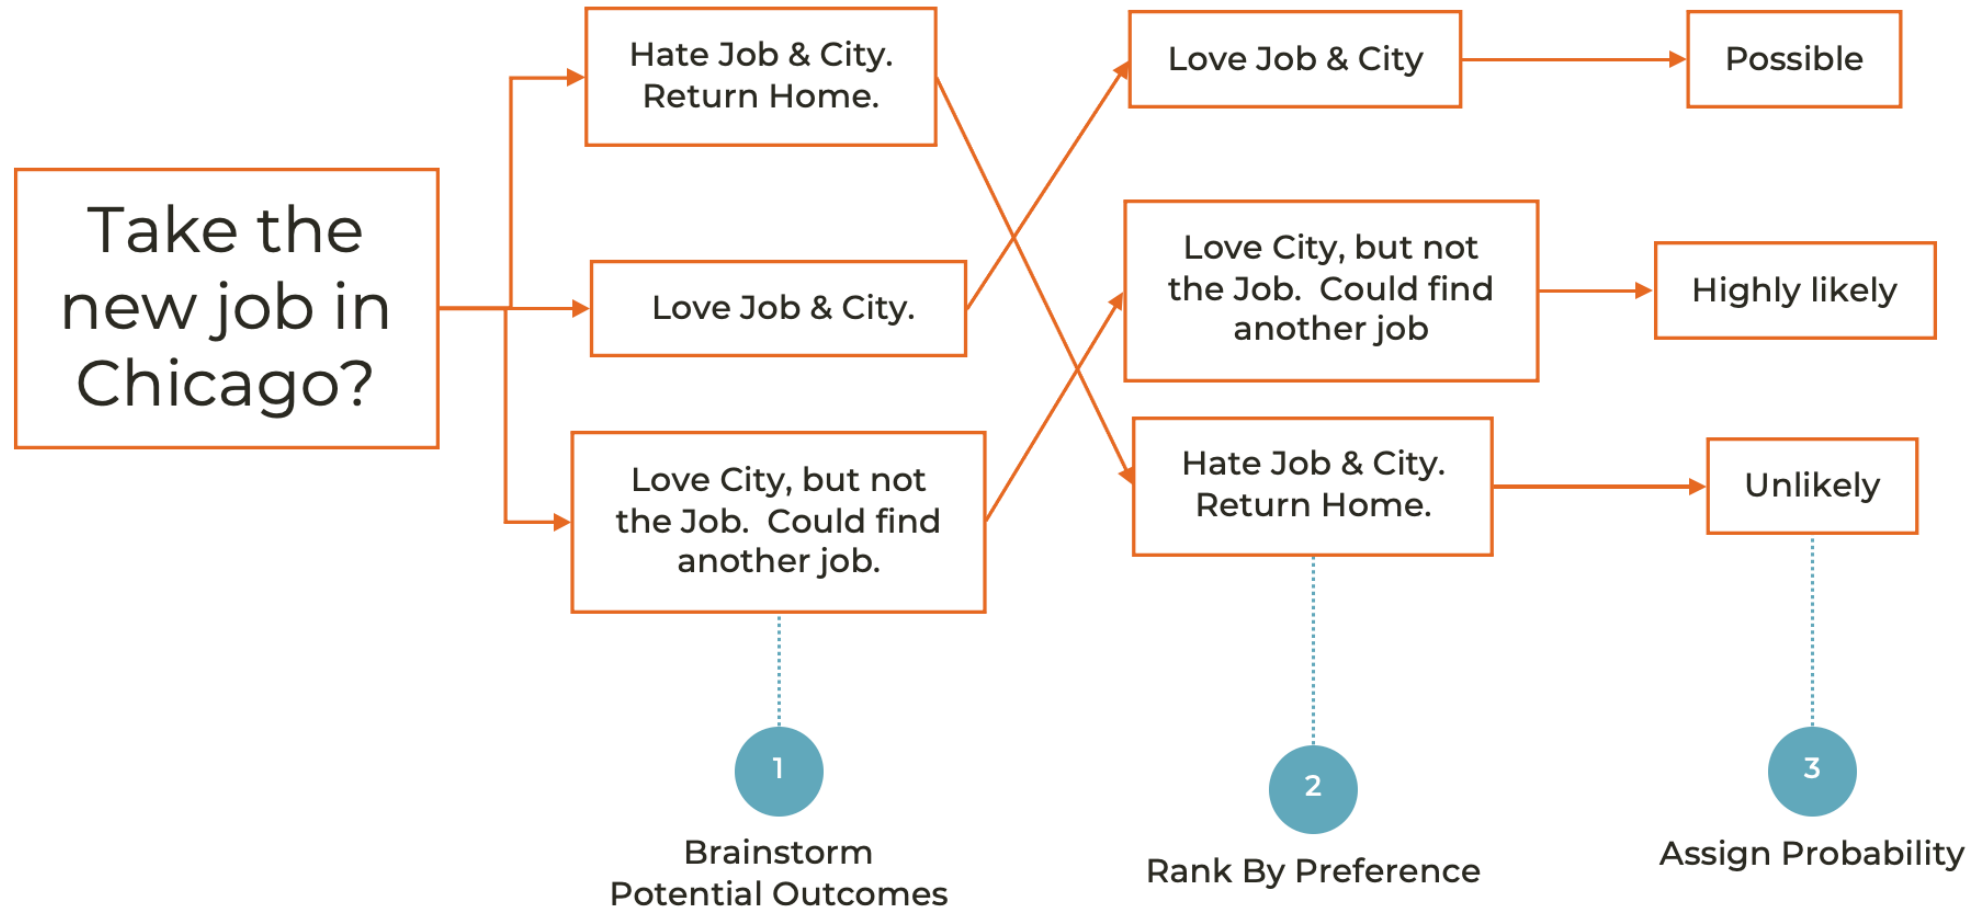 Take the
new job in
Chicago?
Hate Job & City.
Return Home.
Love Job & City.
Love City, but not
the Job.  Could find
another job.
Love Job & City
Love City, but not
the Job.  Could find
another job
Hate Job & City.
Return Home.
Possible
Highly likely
Unlikely
1
Brainstorm
Potential Outcomes
2
Rank By Preference
3
Assign Probability